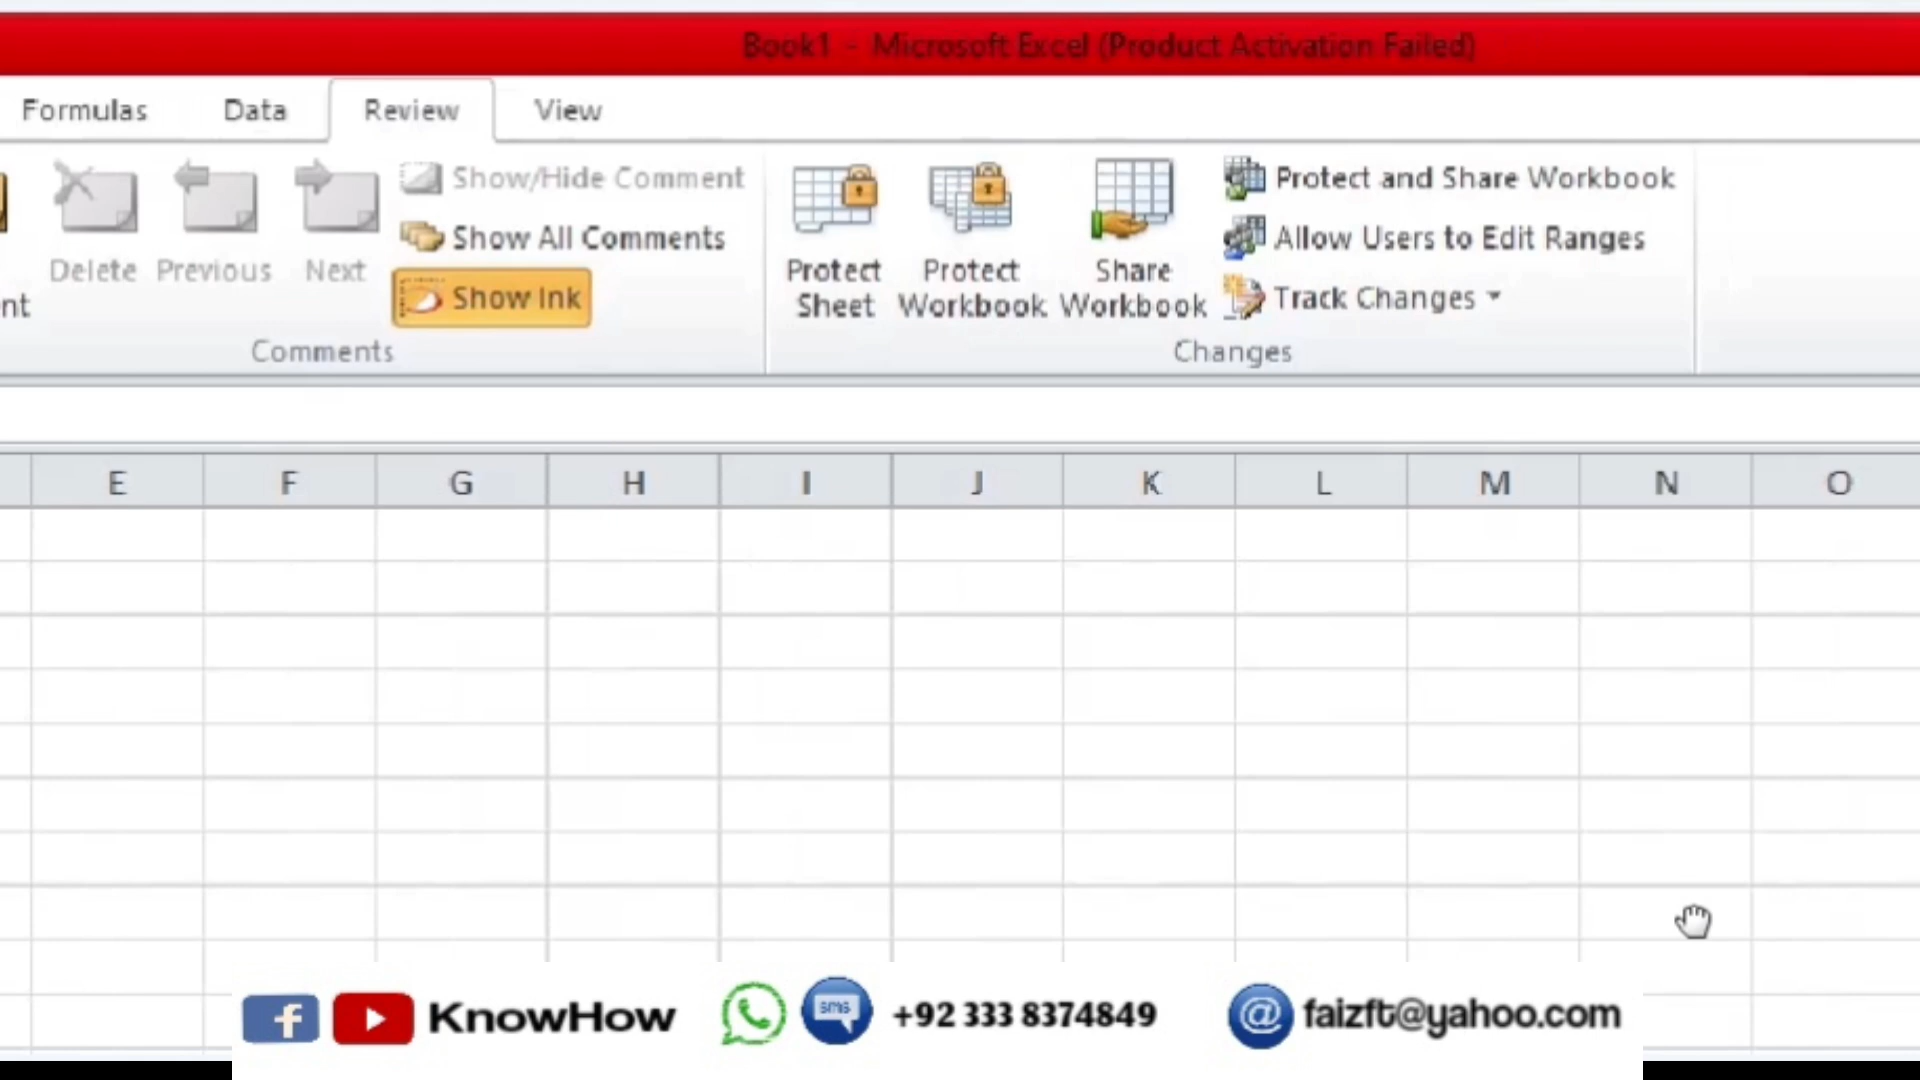 Book1 - Microsoft Excel (Product Activation Failed)
Formulas Data Review View
Show/Hide Comment
Show All Comments
Show Ink
Delete Previous Next
nt
Comments
Protect Sheet
Protect Workbook
Share Workbook
Protect and Share Workbook
Allow Users to Edit Ranges
Track Changes
Changes
E F G H I J K L M N O
f KnowHow sms +92 333 8374849 @ faizft@yahoo.com